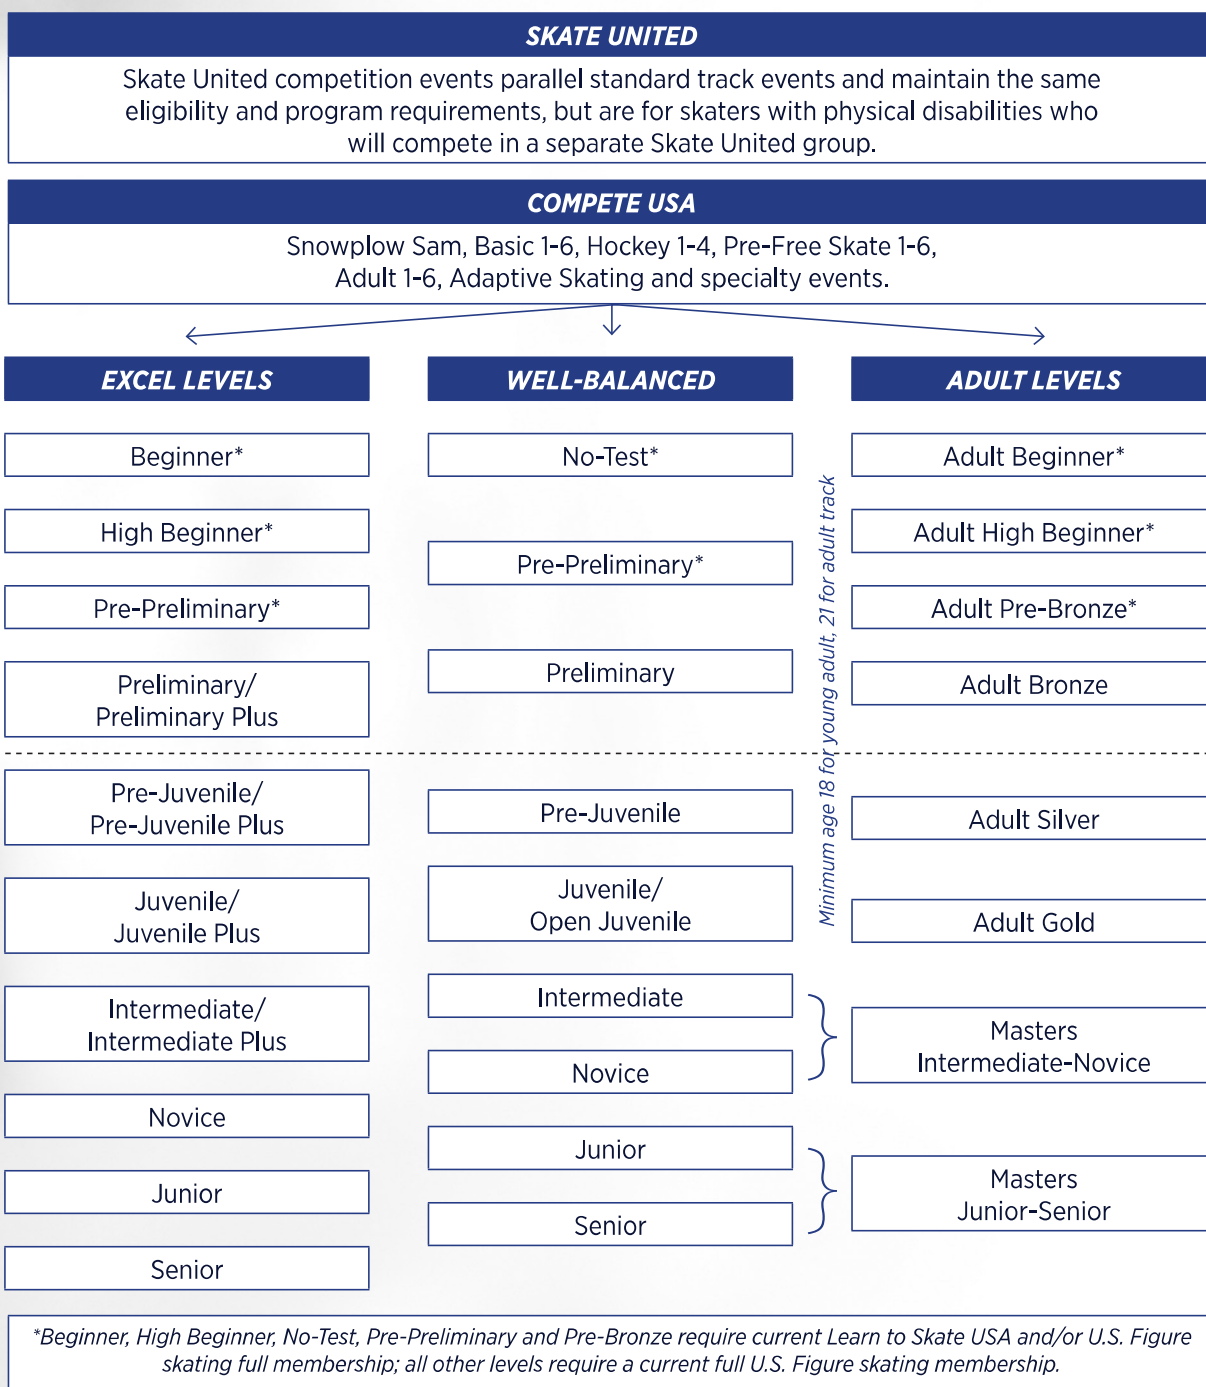 SKATE UNITED
Skate United competition events parallel standard track events and maintain the same
eligibility and program requirements, but are for skaters with physical disabilities who
will compete in a separate Skate United group.
COMPETE USA
Snowplow Sam, Basic 1-6, Hockey 1-4, Pre-Free Skate 1-6,
Adult 1-6, Adaptive Skating and specialty events.
EXCEL LEVELS
Beginner*
High Beginner*
Pre-Preliminary*
Preliminary/
Preliminary Plus
Pre-Juvenile/
Pre-Juvenile Plus
Juvenile/
Juvenile Plus
Intermediate/
Intermediate Plus
Novice
Junior
Senior
WELL-BALANCED
No-Test*
Pre-Preliminary*
Preliminary
Pre-Juvenile
Juvenile/
Open Juvenile
Intermediate
Novice
Junior
Senior
Minimum age 18 for young adult, 21 for adult track
ADULT LEVELS
Adult Beginner*
Adult High Beginner*
Adult Pre-Bronze*
Adult Bronze
Adult Silver
Adult Gold
Masters
Intermediate-Novice
Masters
Junior-Senior
*Beginner, High Beginner, No-Test, Pre-Preliminary and Pre-Bronze require current Learn to Skate USA and/or U.S. Figure
skating full membership; all other levels require a current full U.S. Figure skating membership.